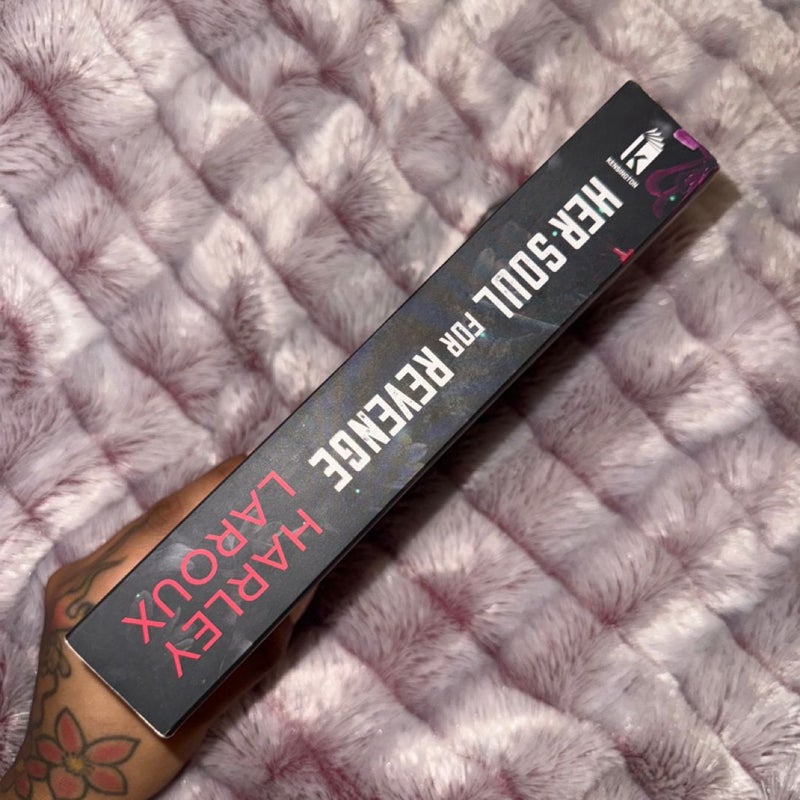 KENSINGTON
HER SOUL FOR REVENGE
HARLEY
LAROUX